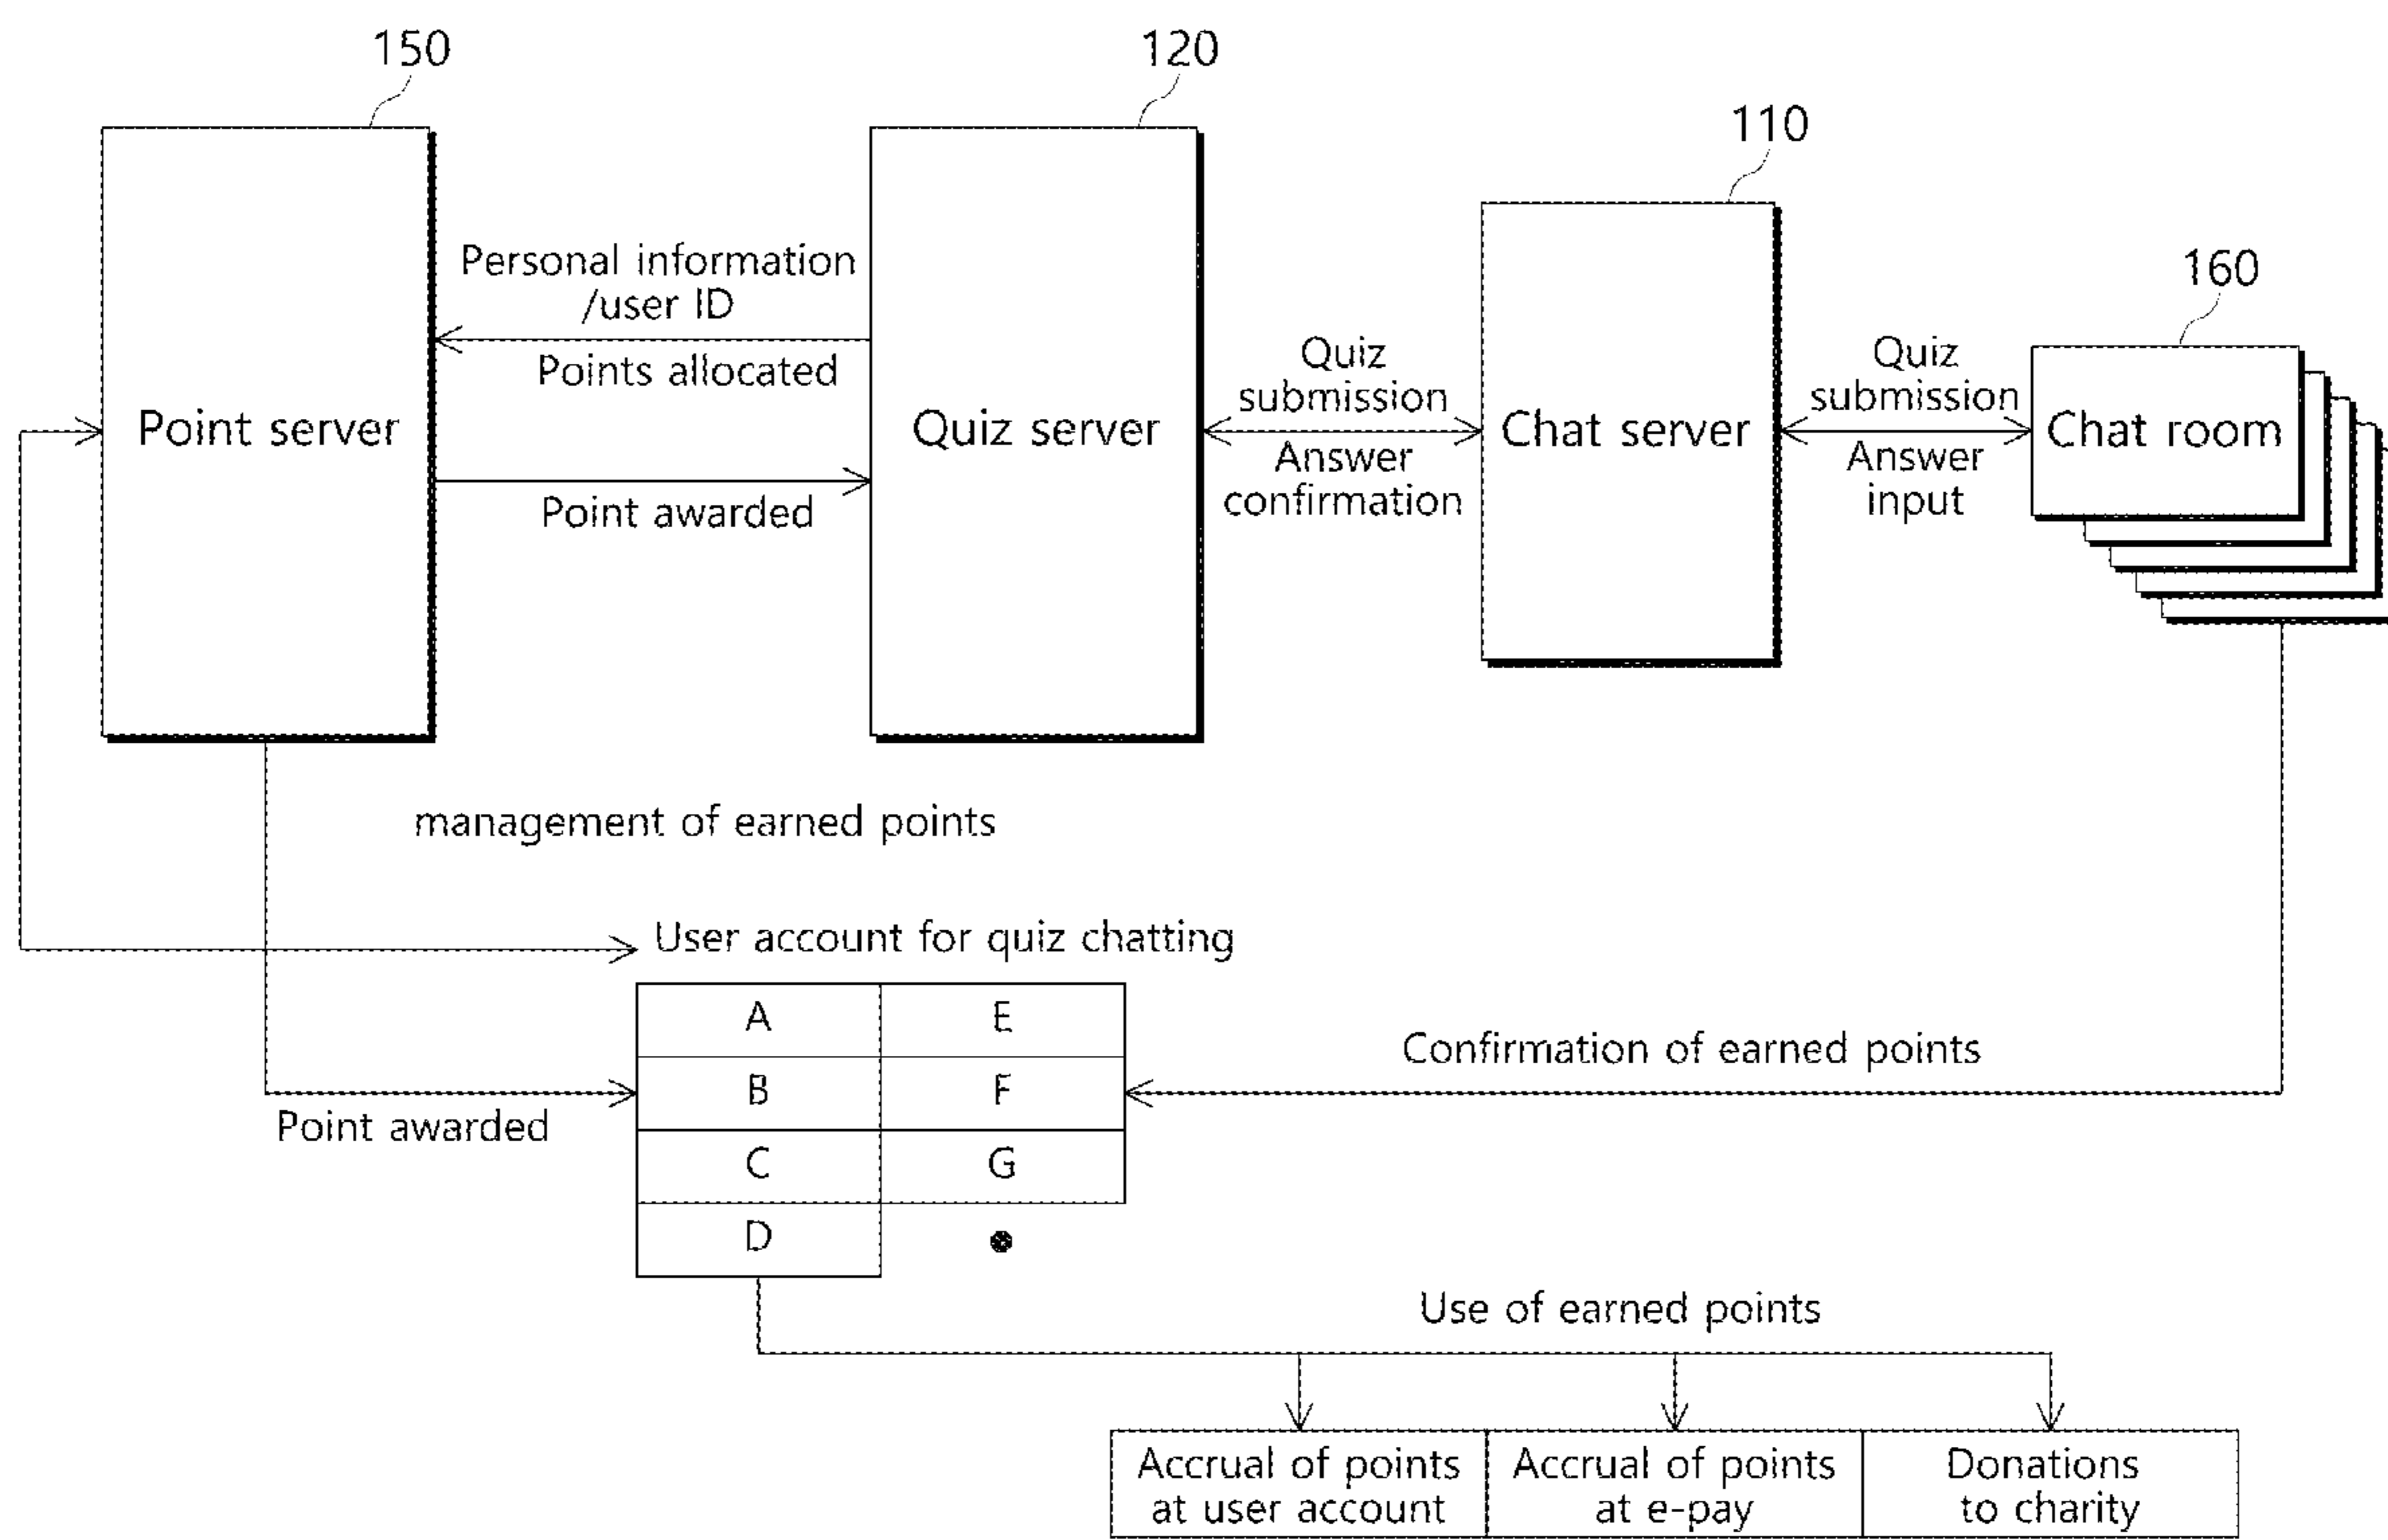 150
120
110
160
Personal information
/user ID
Points allocated
Point server
Point awarded
Quiz server
Quiz
submission
Answer
confirmation
Chat server
Quiz
submission
Answer
input
Chat room
management of earned points
User account for quiz chatting
A
E
B
F
C
G
D
Point awarded
Confirmation of earned points
Use of earned points
Accrual of points
at user account
Accrual of points
at e-pay
Donations
to charity